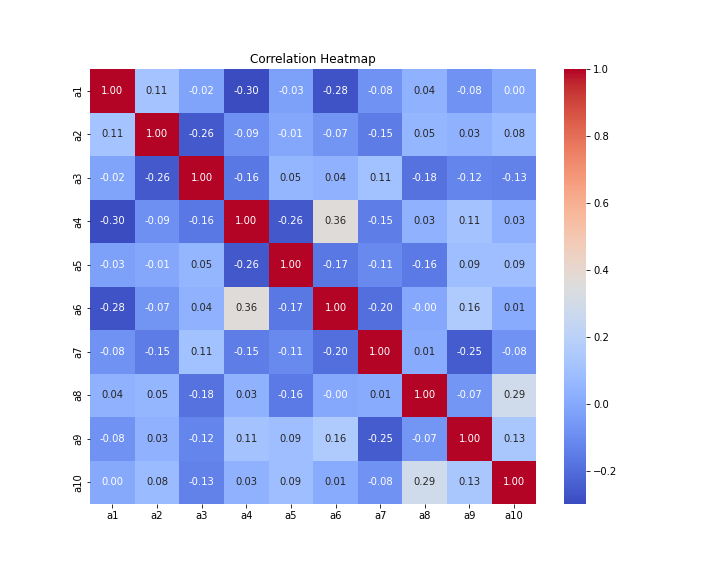 Correlation Heatmap
a1 1.00 0.11 -0.02 -0.30 -0.03 -0.28 -0.08 0.04 -0.08 0.00
a2 0.11 1.00 -0.26 -0.09 -0.01 -0.07 -0.15 0.05 0.03 0.08
a3 -0.02 -0.26 1.00 -0.16 0.05 0.04 0.11 -0.18 -0.12 -0.13
a4 -0.30 -0.09 -0.16 1.00 -0.26 0.36 -0.15 0.03 0.11 0.03
a5 -0.03 -0.01 0.05 -0.26 1.00 -0.17 -0.11 -0.16 0.09 0.09
a6 -0.28 -0.07 0.04 0.36 -0.17 1.00 -0.20 -0.00 0.16 0.01
a7 -0.08 -0.15 0.11 -0.15 -0.11 -0.20 1.00 0.01 -0.25 -0.08
a8 0.04 0.05 -0.18 0.03 -0.16 -0.00 0.01 1.00 -0.07 0.29
a9 -0.08 0.03 -0.12 0.11 0.09 0.16 -0.25 -0.07 1.00 0.13
a10 0.00 0.08 -0.13 0.03 0.09 0.01 -0.08 0.29 0.13 1.00
a1 a2 a3 a4 a5 a6 a7 a8 a9 a10
1.0
0.8
0.6
0.4
0.2
0.0
−0.2